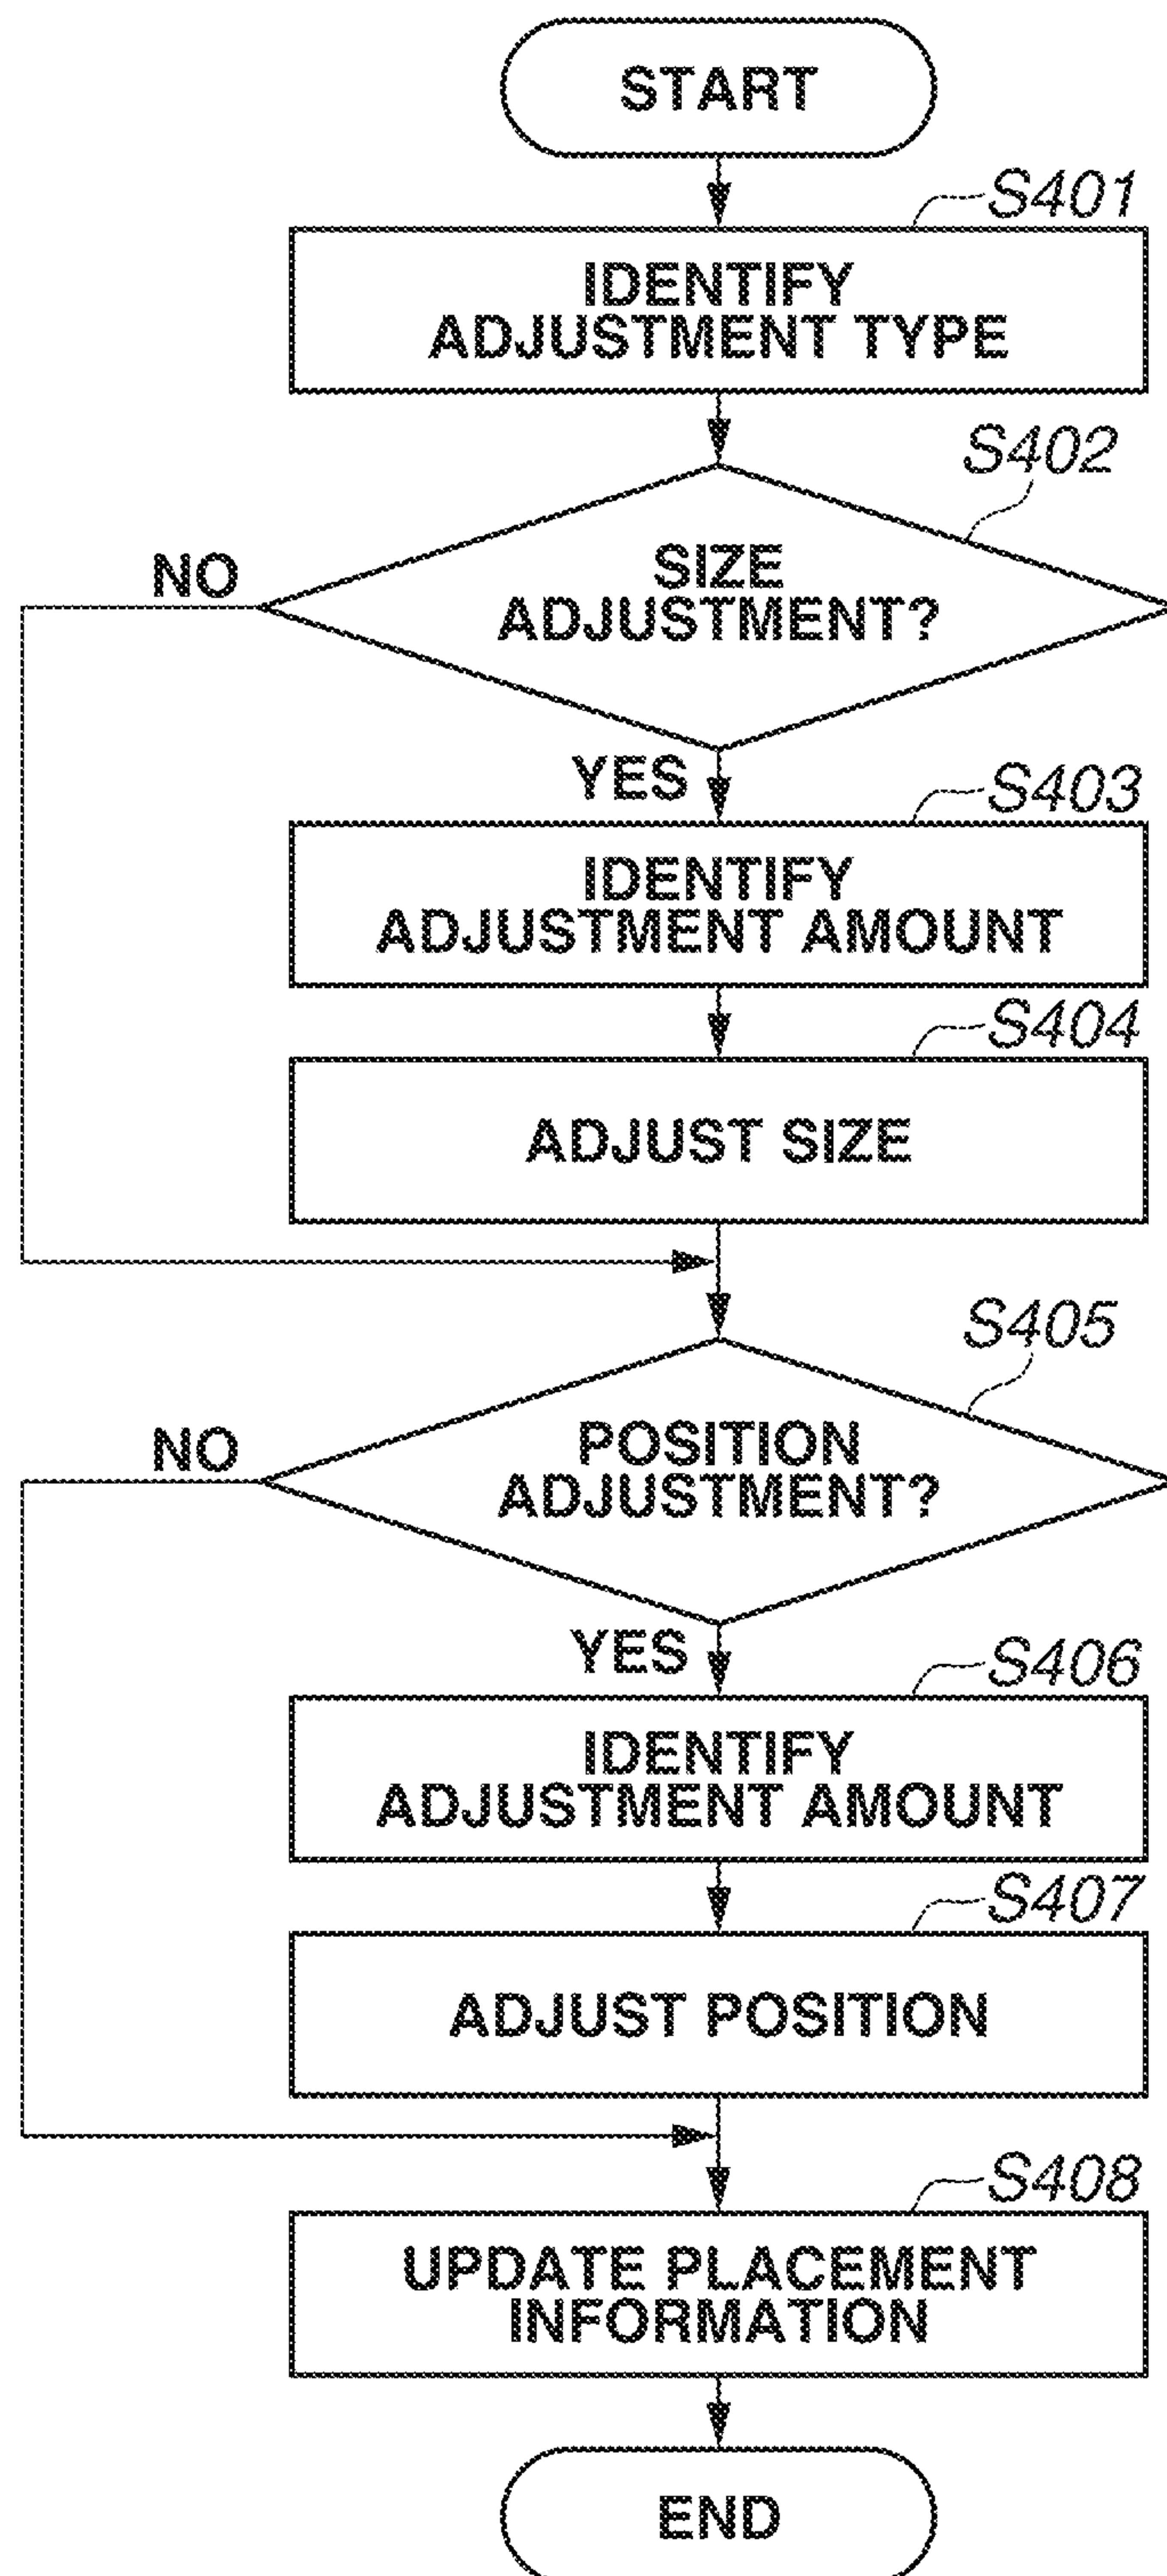 START
S401
IDENTIFY
ADJUSTMENT TYPE
S402
SIZE
ADJUSTMENT?
NO
YES
S403
IDENTIFY
ADJUSTMENT AMOUNT
S404
ADJUST SIZE
S405
POSITION
ADJUSTMENT?
NO
YES
S406
IDENTIFY
ADJUSTMENT AMOUNT
S407
ADJUST POSITION
S408
UPDATE PLACEMENT
INFORMATION
END